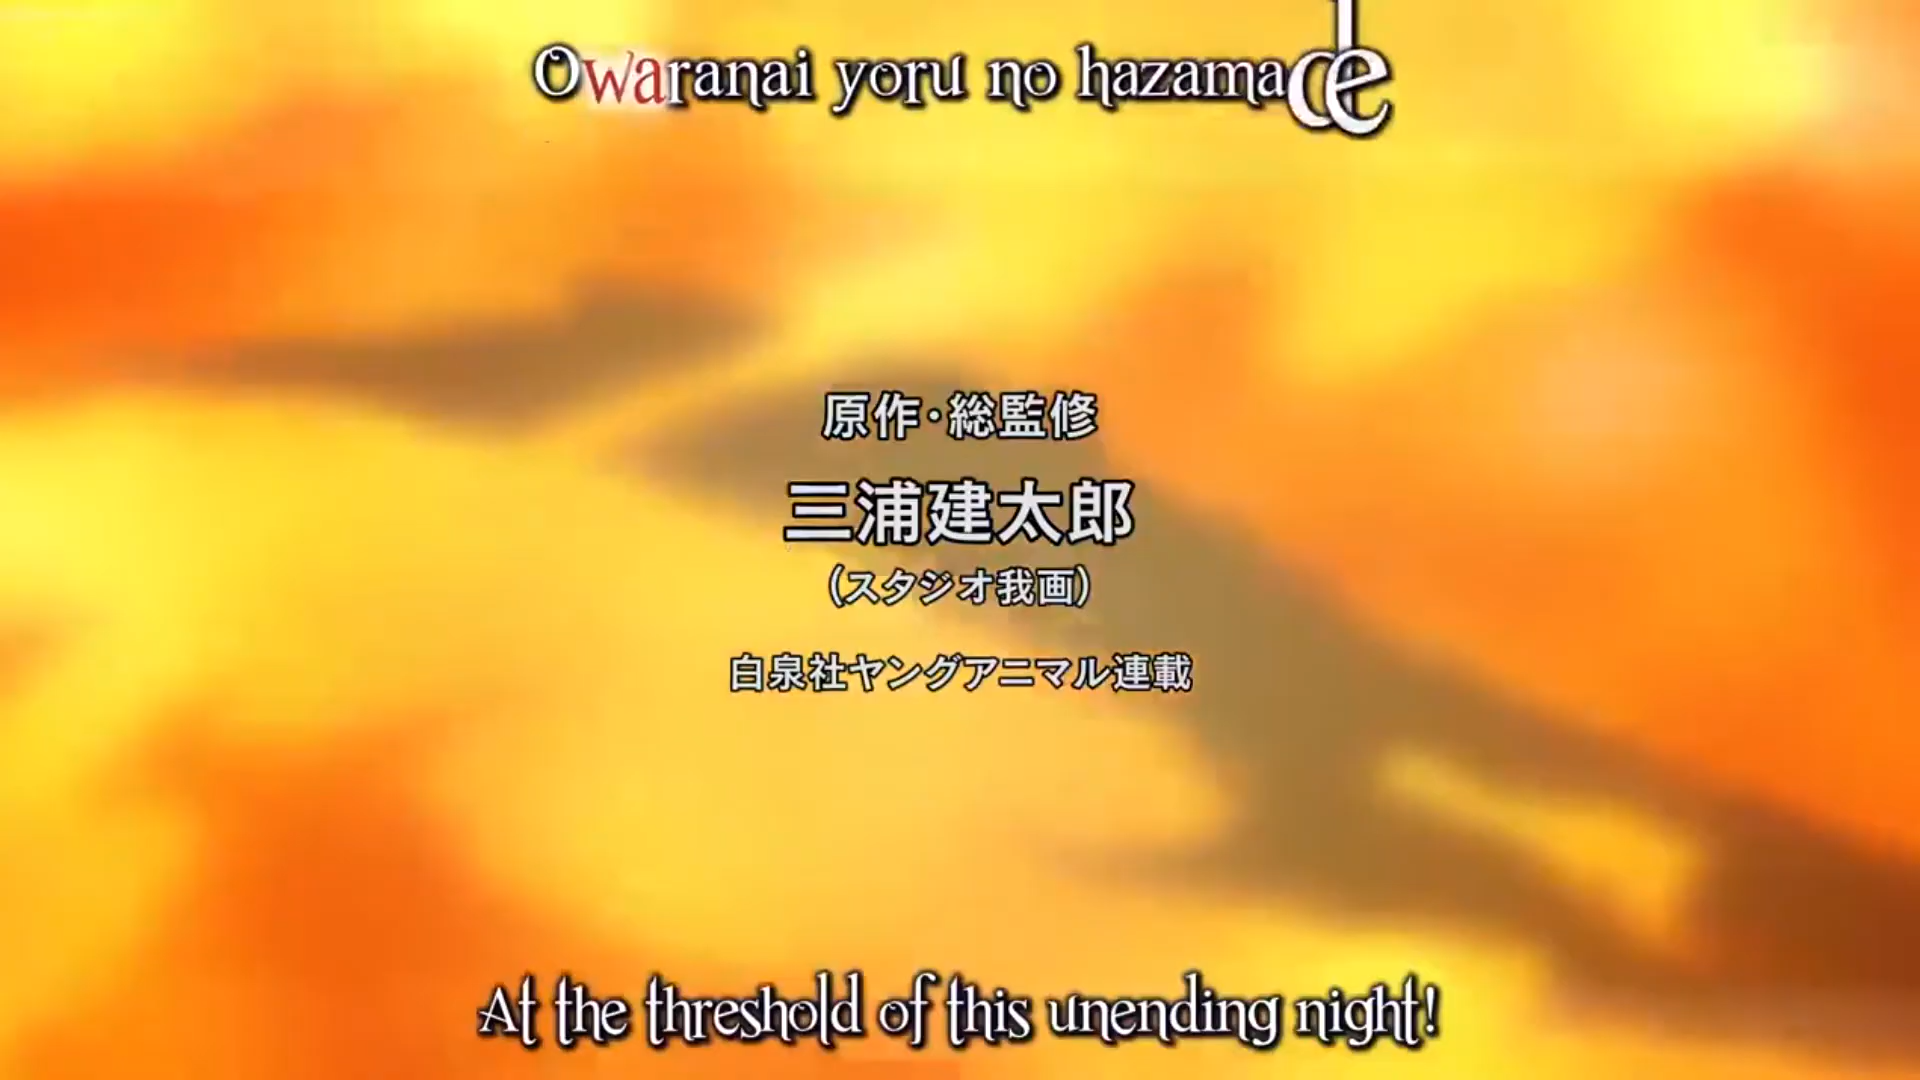 Owaranai yoru no hazama de
原作・総監修
三浦建太郎
(スタジオ我画)
白泉社ヤングアニマル連載
At the threshold of this unending night!